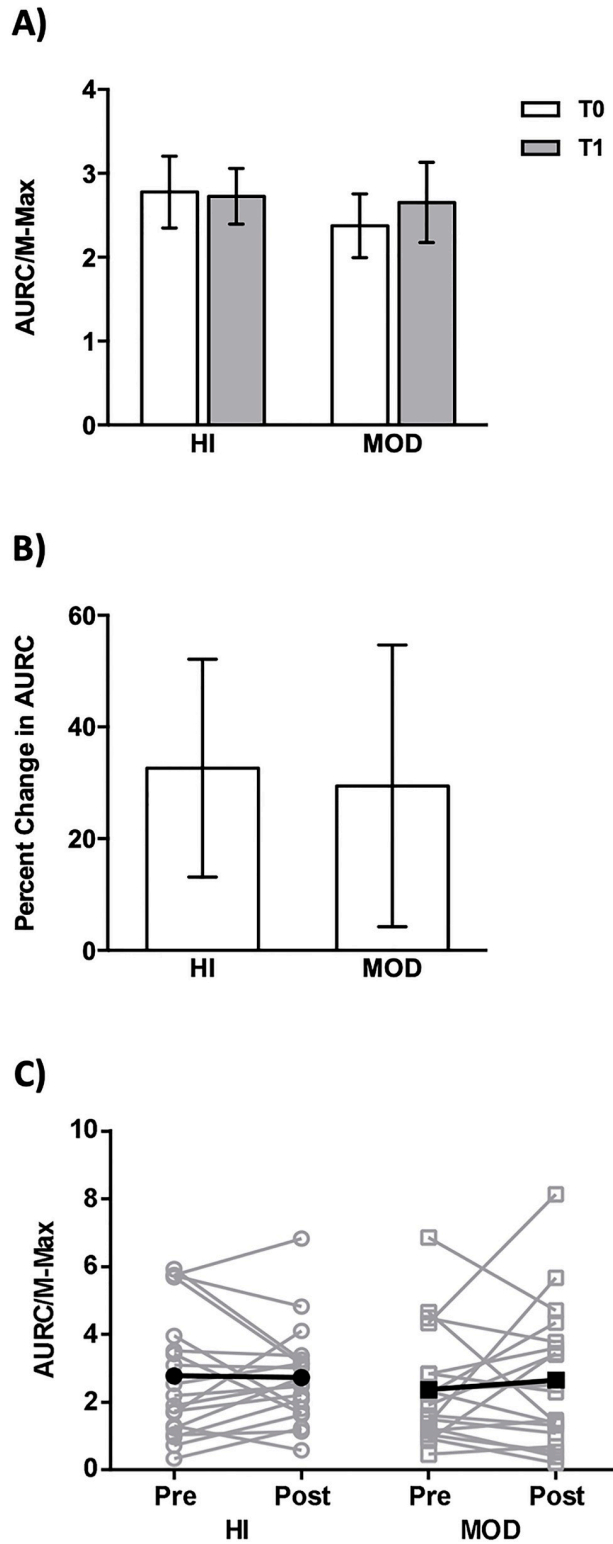 A)
AURC/M-Max
4
3
2
1
0
HI
MOD
T0
T1
B)
Percent Change in AURC
60
40
20
0
HI
MOD
C)
AURC/M-Max
10
8
6
4
2
0
Pre
Post
Pre
Post
HI
MOD